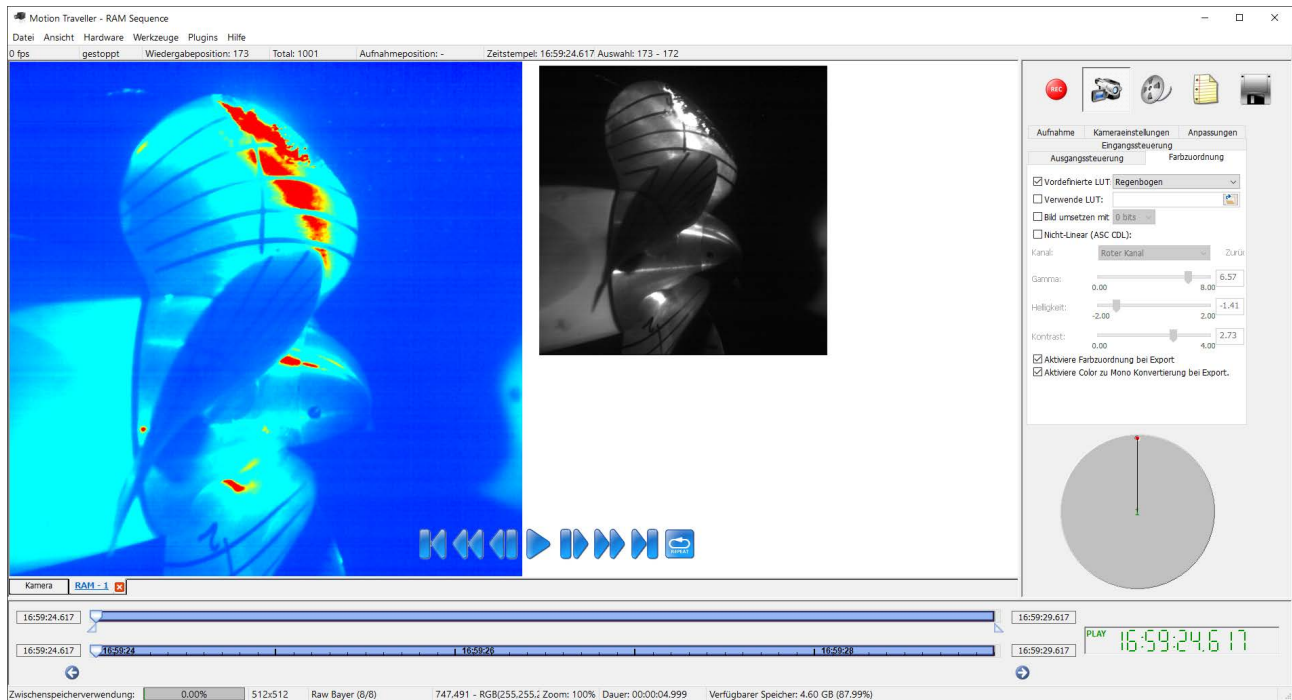 Motion Traveller - RAM Sequence
Datei Ansicht Hardware Werkzeuge Plugins Hilfe
0 fps gestoppt Wiedergabeposition: 173 Total: 1001 Aufnahmeposition: - Zeitstempel: 16:59:24.617 Auswahl: 173 - 172
REC
Aufnahme Kameraeinstellungen Anpassungen
Eingangssteuerung
Ausgangssteuerung Farbzuordnung
Vordefinierte LUT Regenbogen
Verwende LUT:
Bild umsetzen mit 0 bits
Nicht-Linear (ASC CDL):
Kanal: Roter Kanal Zurü
Gamma: 6.57
0.00 8.00
Helligkeit: -1.41
-2.00 2.00
Kontrast: 2.73
0.00 4.00
Aktiviere Farbzuordnung bei Export
Aktiviere Color zu Mono Konvertierung bei Export.
REPEAT
Kamera RAM - 1
16:59:24.617 16:59:29.617
16:59:24.617 16:59:24 16:59:26 16:59:28 16:59:29.617
PLAY 16:59:24.617
Zwischenspeicherverwendung: 0.00% 512x512 Raw Bayer (8/8) 747,491 - RGB(255,255,2 Zoom: 100% Dauer: 00:00:04.999 Verfügbarer Speicher: 4.60 GB (87.99%)